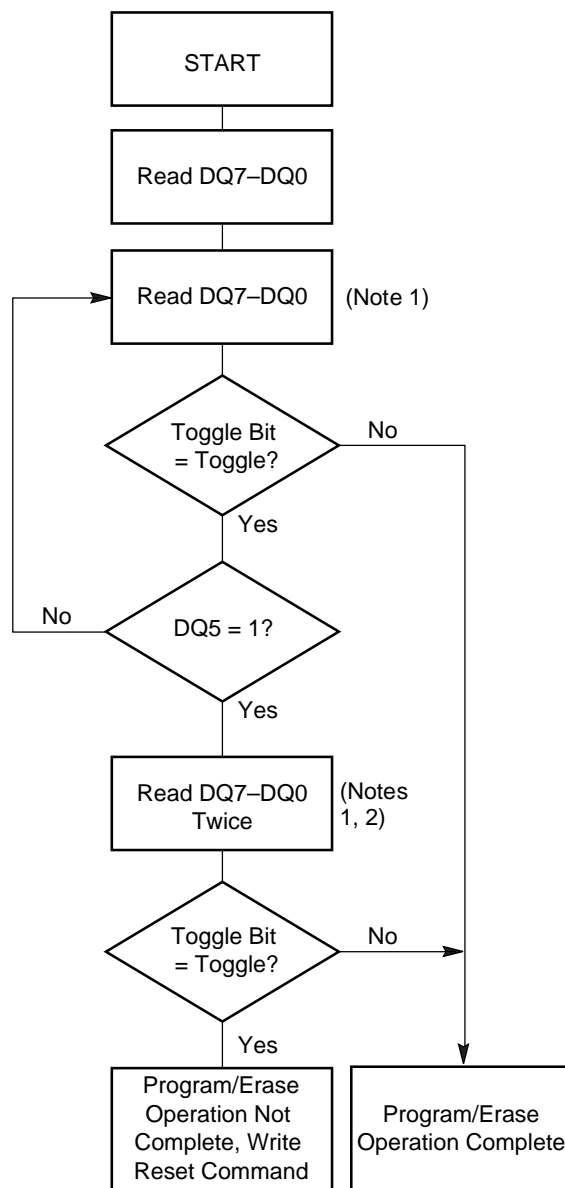 START
Read DQ7–DQ0
Read DQ7–DQ0
(Note 1)
Toggle Bit
= Toggle?
No
Yes
No
DQ5 = 1?
Yes
Read DQ7–DQ0
Twice
(Notes
1, 2)
Toggle Bit
= Toggle?
No
Yes
Program/Erase
Operation Not
Complete, Write
Reset Command
Program/Erase
Operation Complete